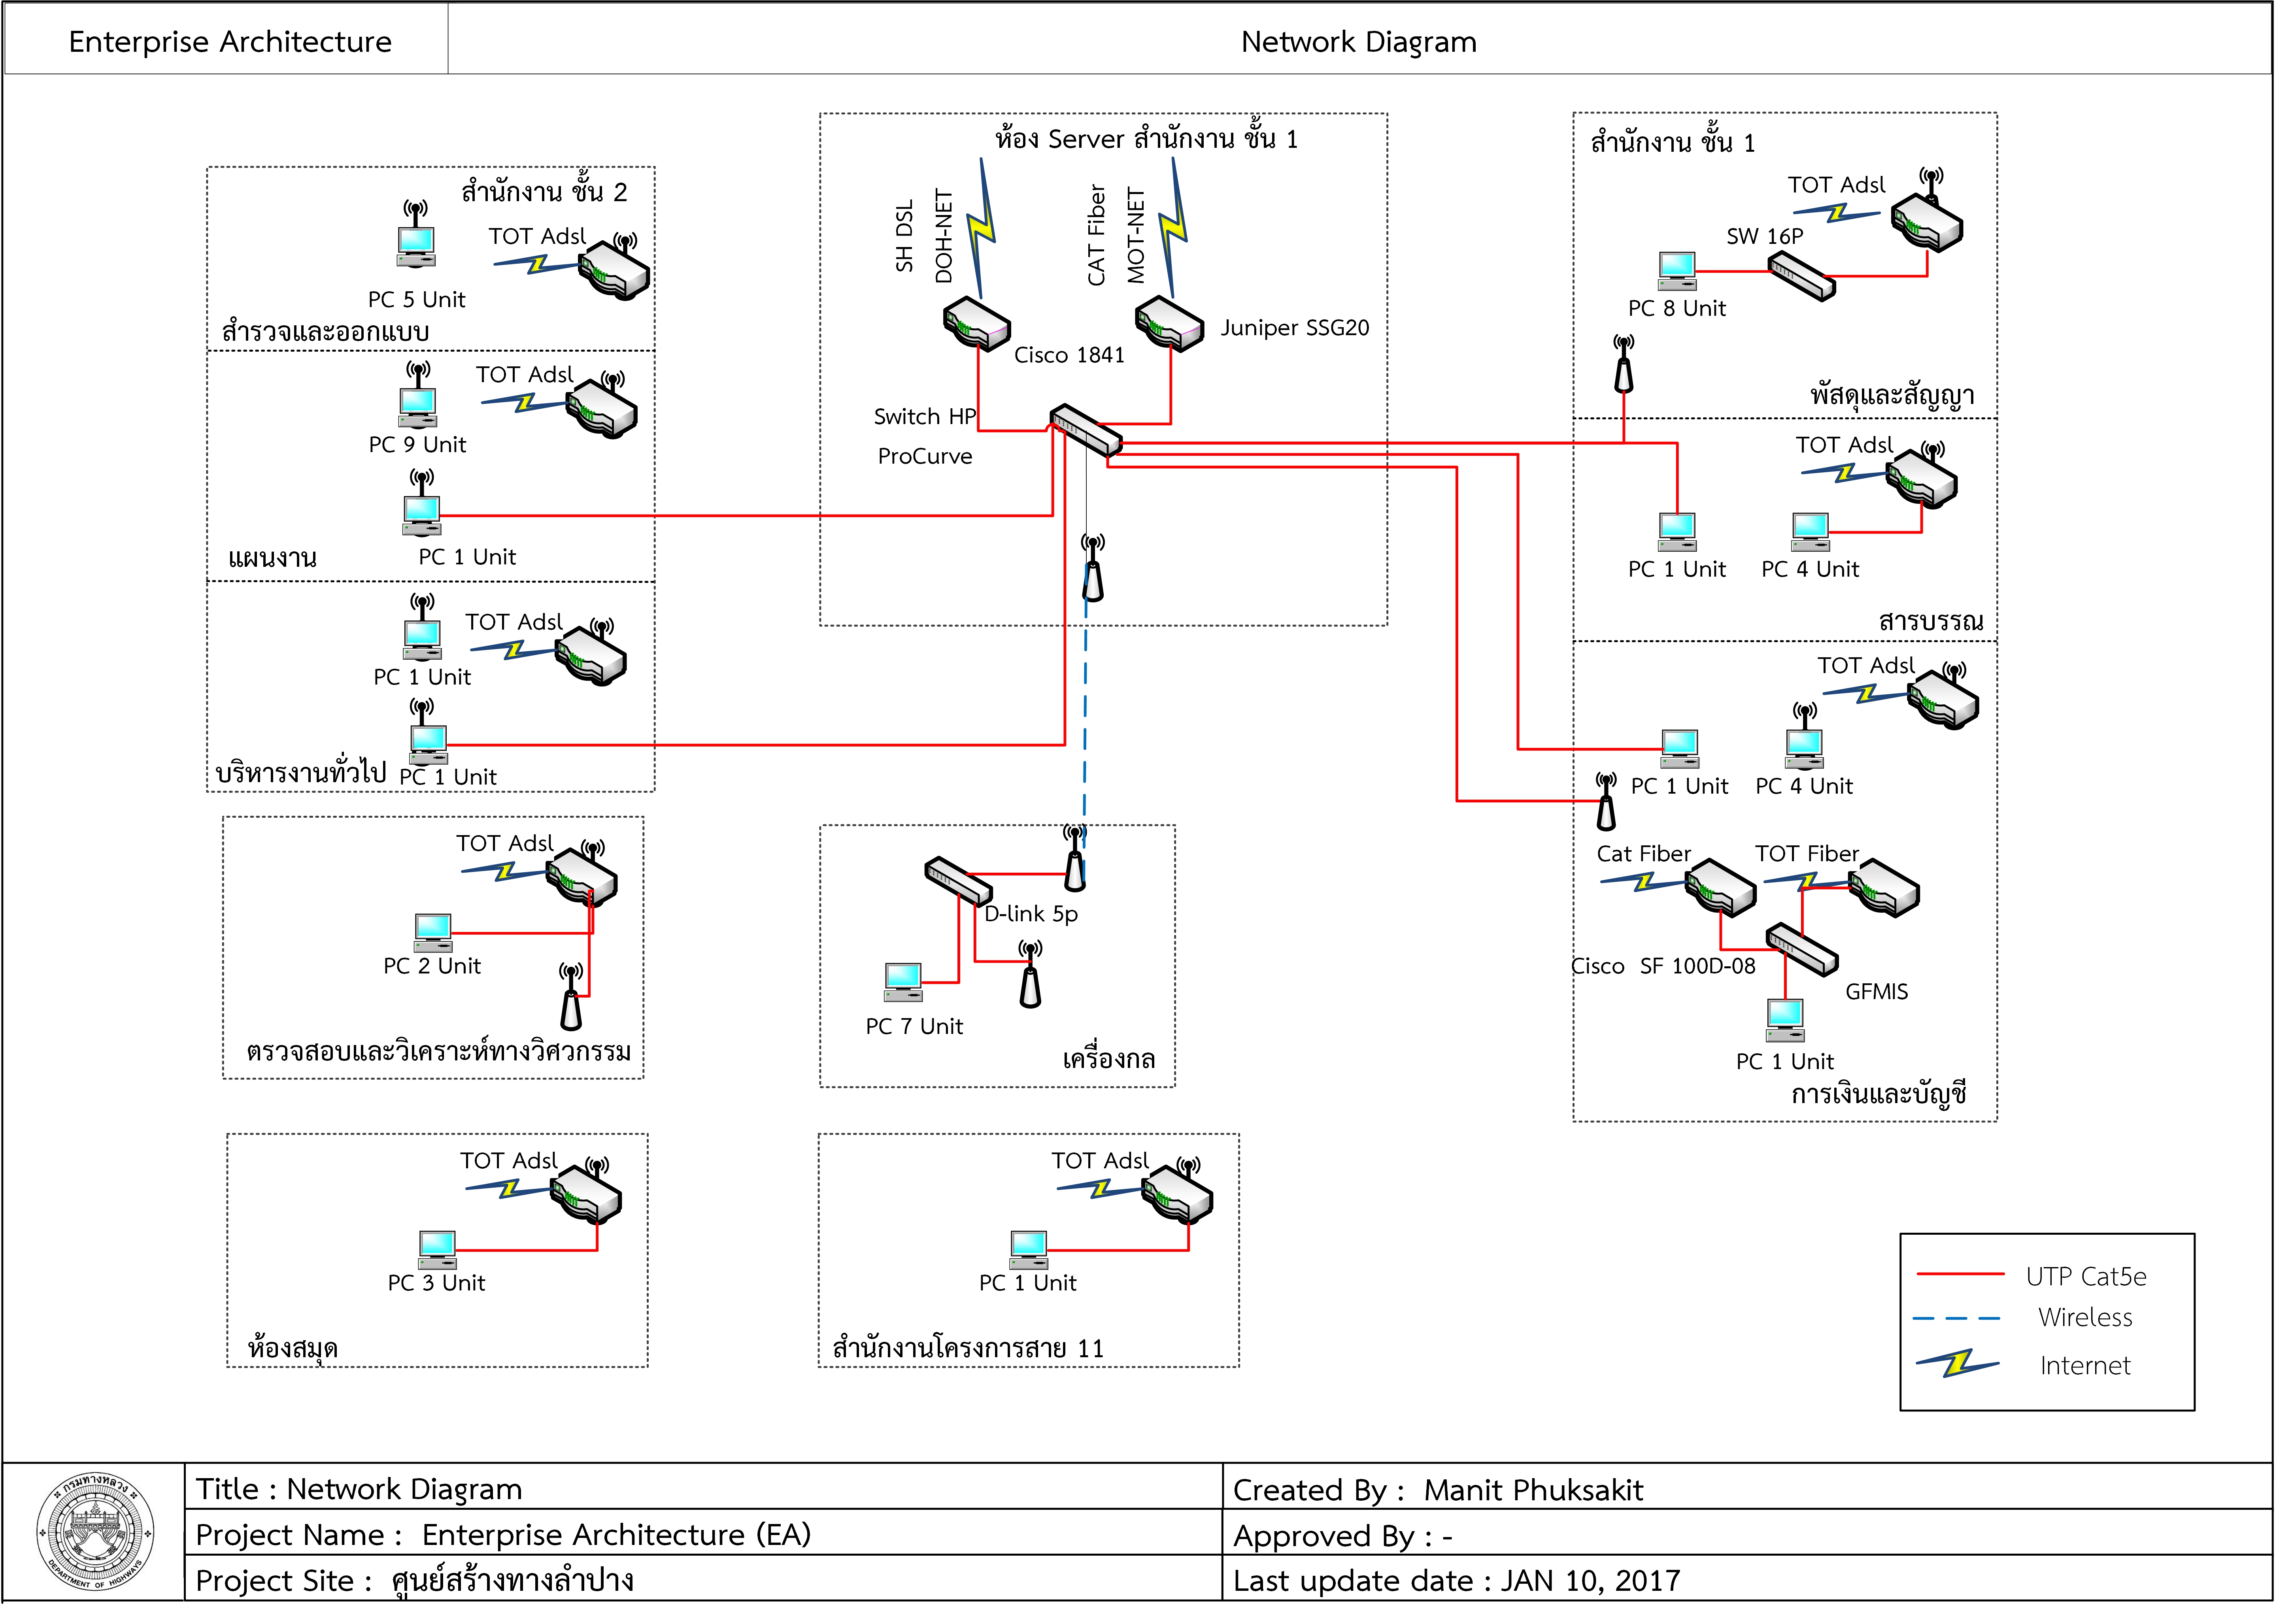 Enterprise Architecture
Network Diagram
สำนักงาน ชั้น 2
TOT Adsl
PC 5 Unit
สำรวจและออกแบบ
TOT Adsl
PC 9 Unit
PC 1 Unit
แผนงาน
TOT Adsl
PC 1 Unit
PC 1 Unit
บริหารงานทั่วไป
TOT Adsl
PC 2 Unit
ตรวจสอบและวิเคราะห์ทางวิศวกรรม
TOT Adsl
PC 3 Unit
ห้องสมุด
ห้อง Server สำนักงาน ชั้น 1
SH DSL
DOH-NET
CAT Fiber
MOT-NET
Cisco 1841
Juniper SSG20
Switch HP
ProCurve
D-link 5p
PC 7 Unit
เครื่องกล
TOT Adsl
PC 1 Unit
สำนักงานโครงการสาย 11
สำนักงาน ชั้น 1
TOT Adsl
SW 16P
PC 8 Unit
พัสดุและสัญญา
TOT Adsl
PC 1 Unit
PC 4 Unit
สารบรรณ
TOT Adsl
PC 1 Unit
PC 4 Unit
Cat Fiber
TOT Fiber
Cisco SF 100D-08
GFMIS
PC 1 Unit
การเงินและบัญชี
UTP Cat5e
Wireless
Internet
กรมทางหลวง
DEPARTMENT OF HIGHWAYS
Title : Network Diagram
Created By : Manit Phuksakit
Project Name : Enterprise Architecture (EA)
Approved By : -
Project Site : ศูนย์สร้างทางลำปาง
Last update date : JAN 10, 2017